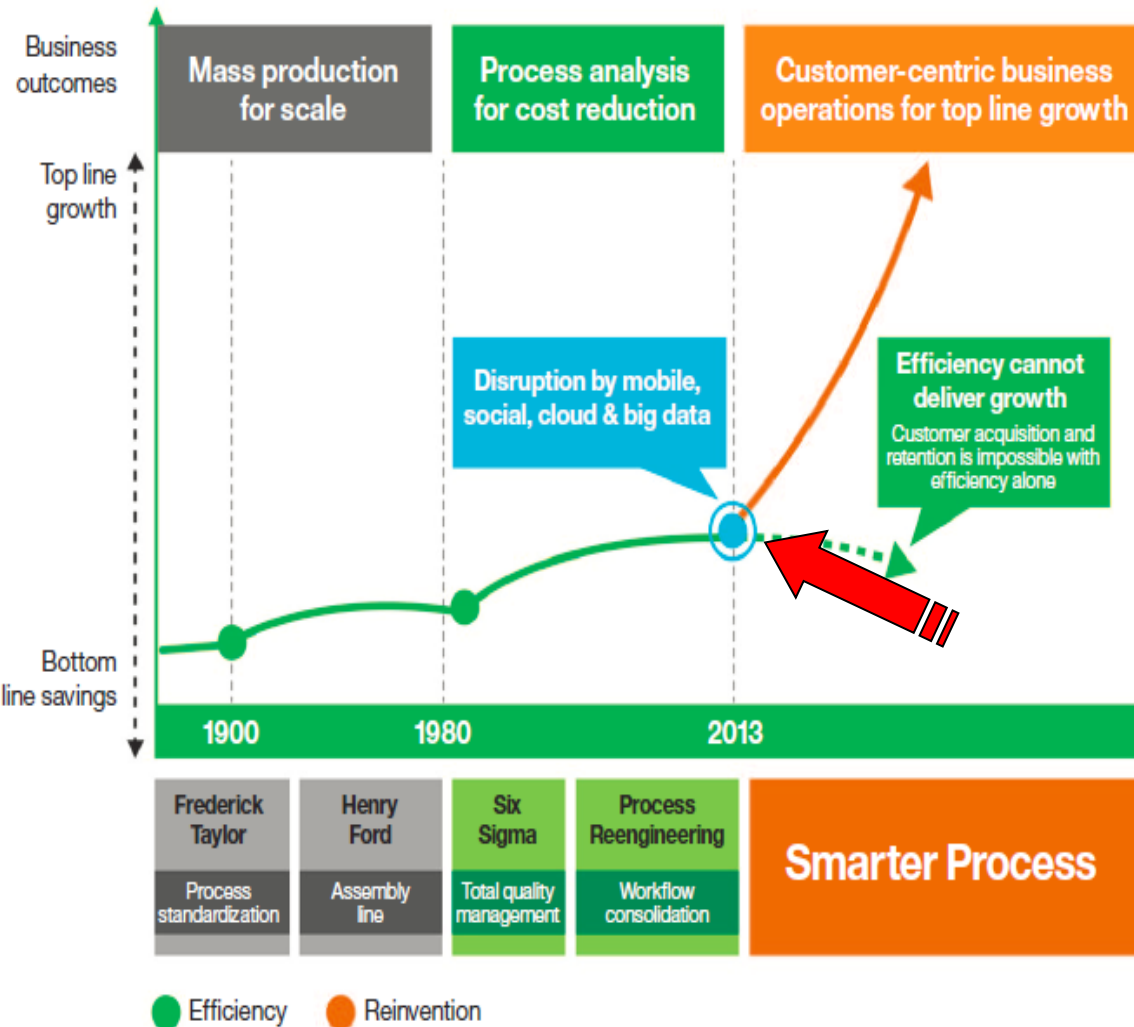 Business
outcomes
Mass production
for scale
Process analysis
for cost reduction
Customer-centric business
operations for top line growth
Top line
growth
Disruption by mobile,
social, cloud & big data
Efficiency cannot
deliver growth
Customer acquisition and
retention is impossible with
efficiency alone
Bottom
line savings
1900
1980
2013
Frederick
Taylor
Process
standardization
Henry
Ford
Assembly
line
Six
Sigma
Total quality
management
Process
Reengineering
Workflow
consolidation
Smarter Process
Efficiency
Reinvention